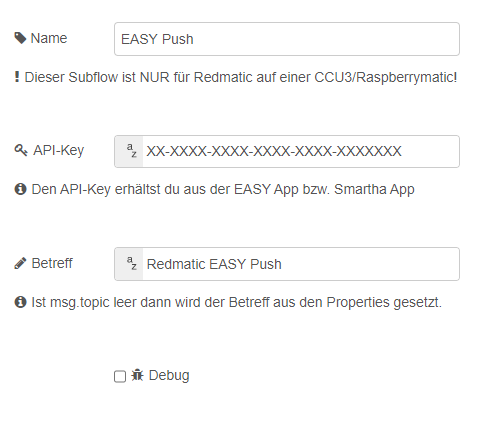 Name
EASY Push
! Dieser Subflow ist NUR für Redmatic auf einer CCU3/Raspberrymatic!
API-Key
az
XX-XXXX-XXXX-XXXX-XXXX-XXXXXXX
Den API-Key erhältst du aus der EASY App bzw. Smartha App
Betreff
az
Redmatic EASY Push
Ist msg.topic leer dann wird der Betreff aus den Properties gesetzt.
Debug